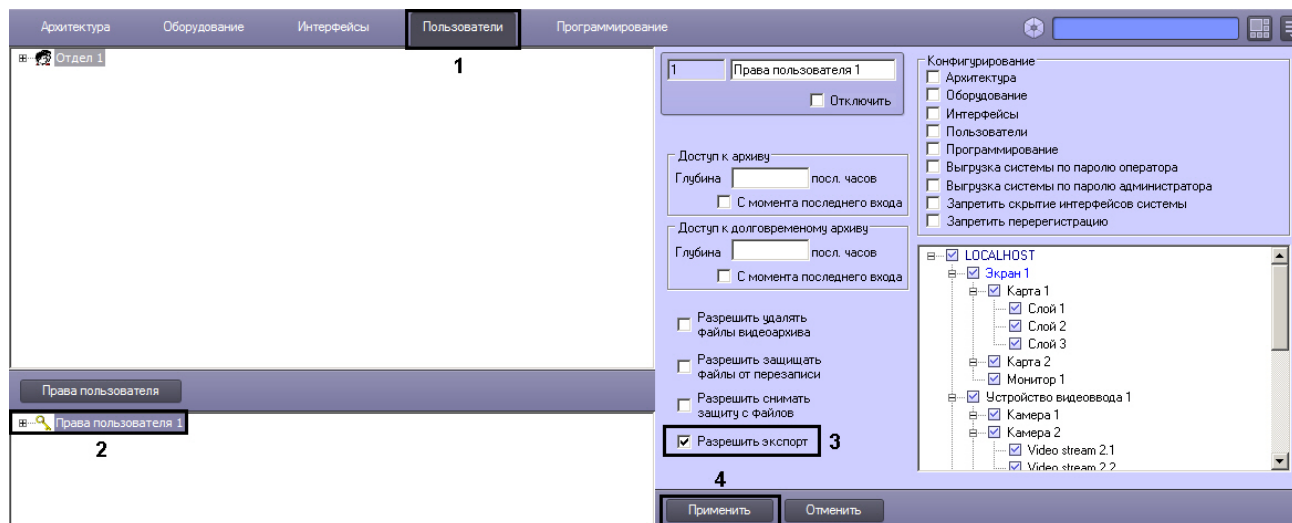 Архитектура Оборудование Интерфейсы Пользователи Программирование
1
Отдел 1
Права пользователя
Права пользователя 1
2
1 Права пользователя 1
Отключить
Доступ к архиву
Глубина посл. часов
С момента последнего входа
Доступ к долговременому архиву
Глубина посл. часов
С момента последнего входа
Разрешить удалять
файлы видеоархива
Разрешить защищать
файлы от перезаписи
Разрешить снимать
защиту с файлов
Разрешить экспорт 3
4
Применить Отменить
Конфигурирование
Архитектура
Оборудование
Интерфейсы
Пользователи
Программирование
Выгрузка системы по паролю оператора
Выгрузка системы по паролю администратора
Запретить скрытие интерфейсов системы
Запретить перерегистрацию
LOCALHOST
Экран 1
Карта 1
Слой 1
Слой 2
Слой 3
Карта 2
Монитор 1
Устройство видеоввода 1
Камера 1
Камера 2
Video stream 2.1
Video stream 2.2